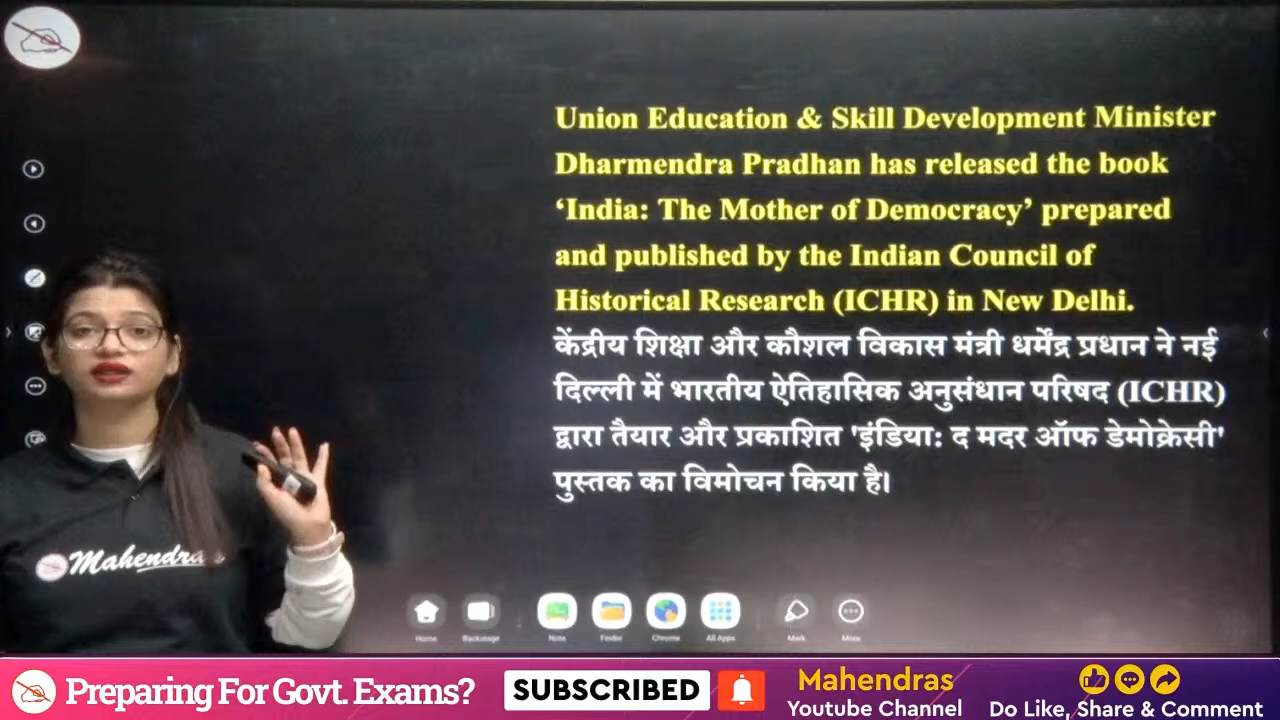 Union Education & Skill Development Minister
Dharmendra Pradhan has released the book
‘India: The Mother of Democracy’ prepared
and published by the Indian Council of
Historical Research (ICHR) in New Delhi.
केंद्रीय शिक्षा और कौशल विकास मंत्री धर्मेंद्र प्रधान ने नई
दिल्ली में भारतीय ऐतिहासिक अनुसंधान परिषद (ICHR)
द्वारा तैयार और प्रकाशित 'इंडिया: द मदर ऑफ डेमोक्रेसी'
पुस्तक का विमोचन किया है।
Mahendras
Home Backstage Note Finder Chrome All Apps Mark More
Preparing For Govt. Exams?
SUBSCRIBED
Mahendras
Youtube Channel
Do Like, Share & Comment